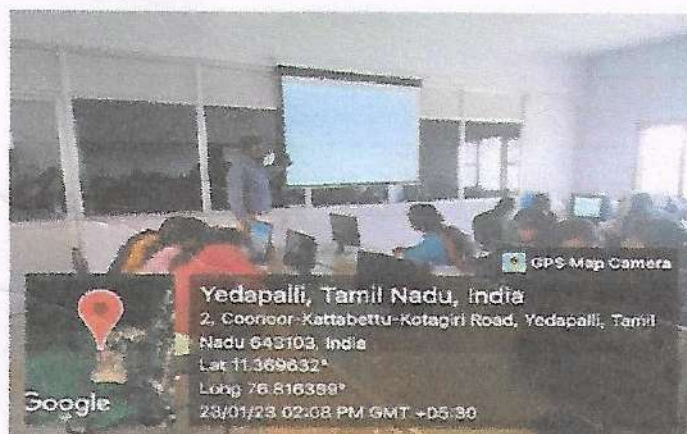 GPS Map Camera
Yedapalli, Tamil Nadu, India
2, Coonoor-Kattabettu-Kotagiri Road, Yedapalli, Tamil
Nadu 643103, India
Lat 11.369632°
Long 76.816389°
23/01/23 02:08 PM GMT +05:30
Google